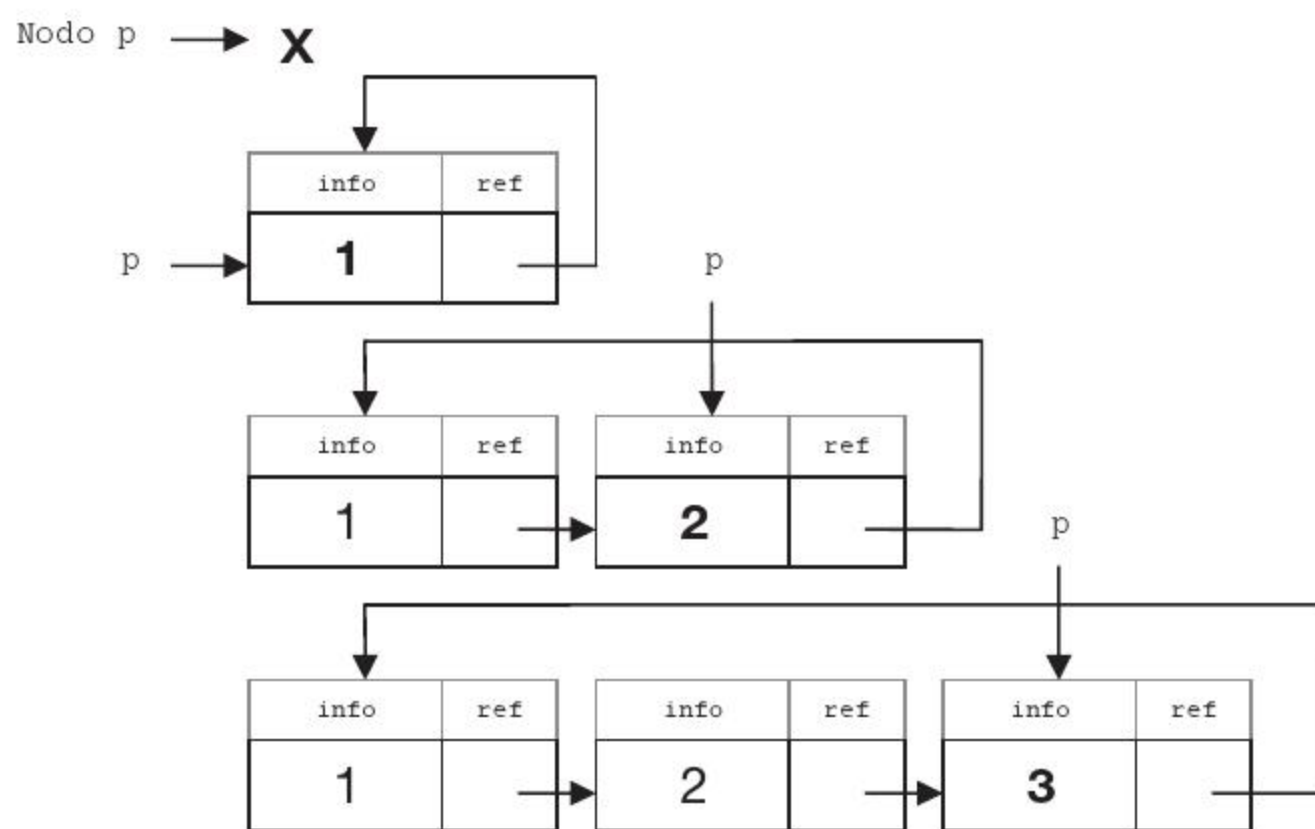 Nodo p X
info ref
p 1
p
info ref info ref
1 2
p
info ref info ref info ref
1 2 3